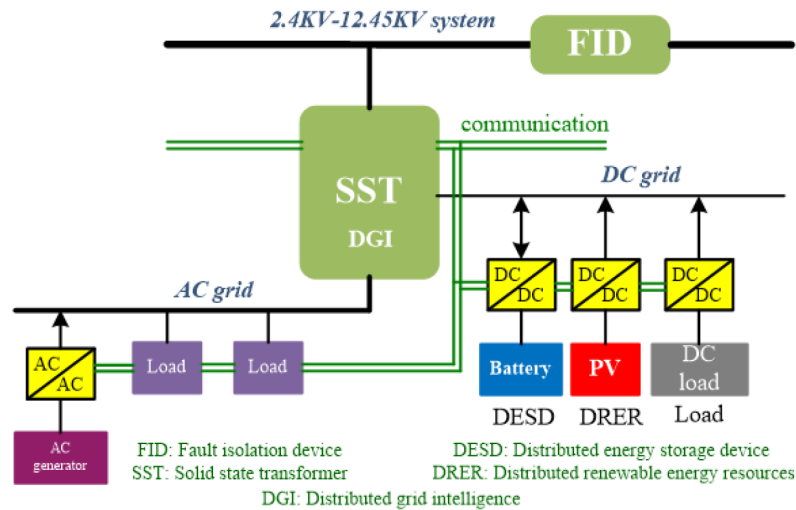 2.4KV-12.45KV system
FID
communication
SST
DGI
DC grid
AC grid
DC
DC
DC
DC
DC
DC
AC
AC
Load
Load
Battery
PV
DC
load
DESD
DRER
Load
AC
generator
FID: Fault isolation device
DESD: Distributed energy storage device
SST: Solid state transformer
DRER: Distributed renewable energy resources
DGI: Distributed grid intelligence